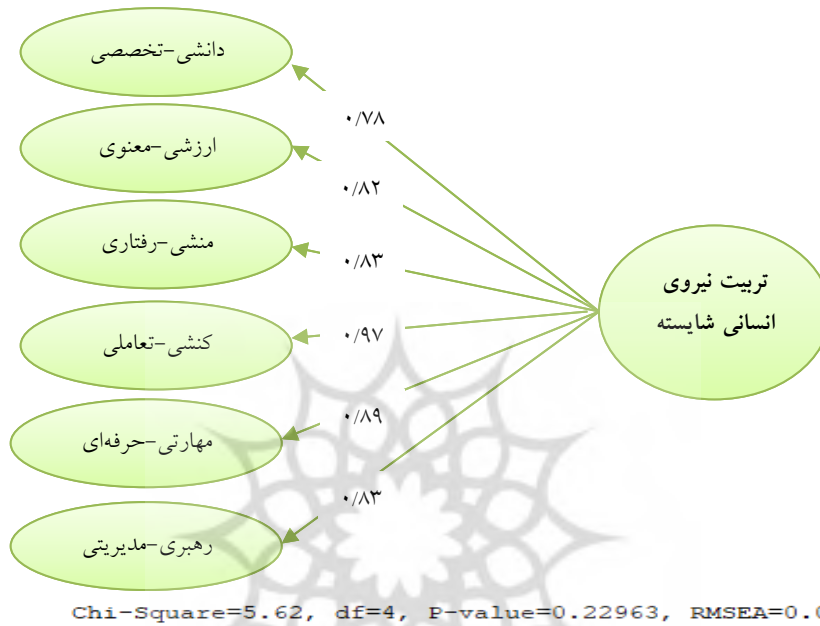 دانشی-تخصصی
۰/۷۸
ارزشی-معنوی
۰/۸۲
منشی-رفتاری
۰/۸۳
تربیت نیروی
انسانی شایسته
کنشی-تعاملی
۰/۹۷
مهارتی-حرفه‌ای
۰/۸۹
رهبری-مدیریتی
۰/۸۳
Chi-Square=5.62, df=4, P-value=0.22963, RMSEA=0.0